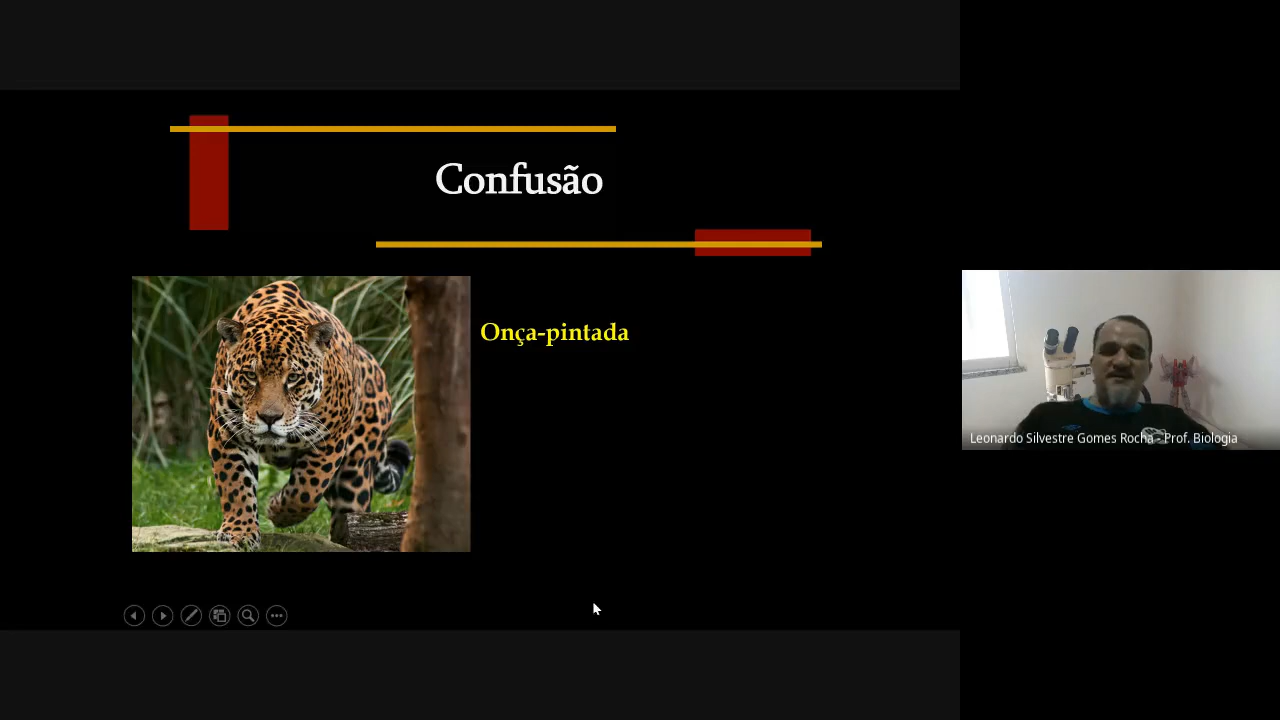 Confusão
Onça-pintada
Leonardo Silvestre Gomes Rocha - Prof. Biologia